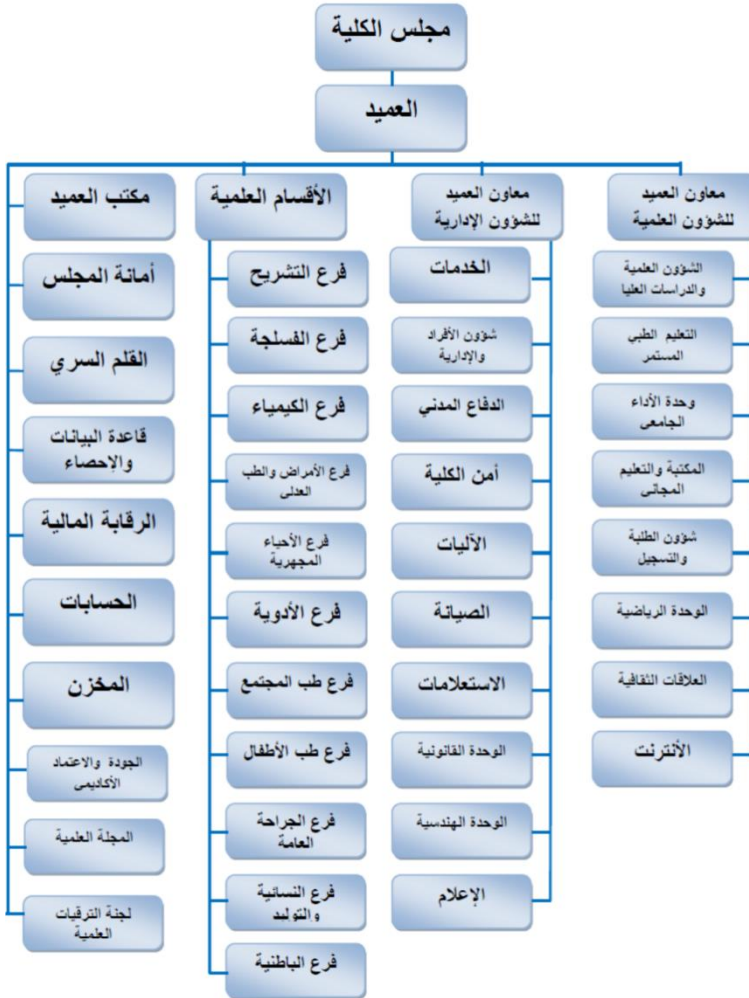 مجلس الكلية
العميد
معاون العميد
للشؤون العلمية
الشؤون العلمية
والدراسات العليا
التعليم الطبي
المستمر
وحدة الأداء
الجامعي
المكتبة والتعليم
المجاني
شؤون الطلبة
والتسجيل
الوحدة الرياضية
العلاقات الثقافية
الأنترنت
معاون العميد
للشؤون الإدارية
الخدمات
شؤون الأفراد
والإدارية
الدفاع المدني
أمن الكلية
الآليات
الصيانة
الاستعلامات
الوحدة القانونية
الوحدة الهندسية
الإعلام
الأقسام العلمية
فرع التشريح
فرع الفسلجة
فرع الكيمياء
فرع الأمراض والطب
العدلي
فرع الأحياء
المجهرية
فرع الأدوية
فرع طب المجتمع
فرع طب الأطفال
فرع الجراحة
العامة
فرع النسائية
والتوليد
فرع الباطنية
مكتب العميد
أمانة المجلس
القلم السري
قاعدة البيانات
والإحصاء
الرقابة المالية
الحسابات
المخزن
الجودة والاعتماد
الأكاديمي
المجلة العلمية
لجنة الترقيات
العلمية